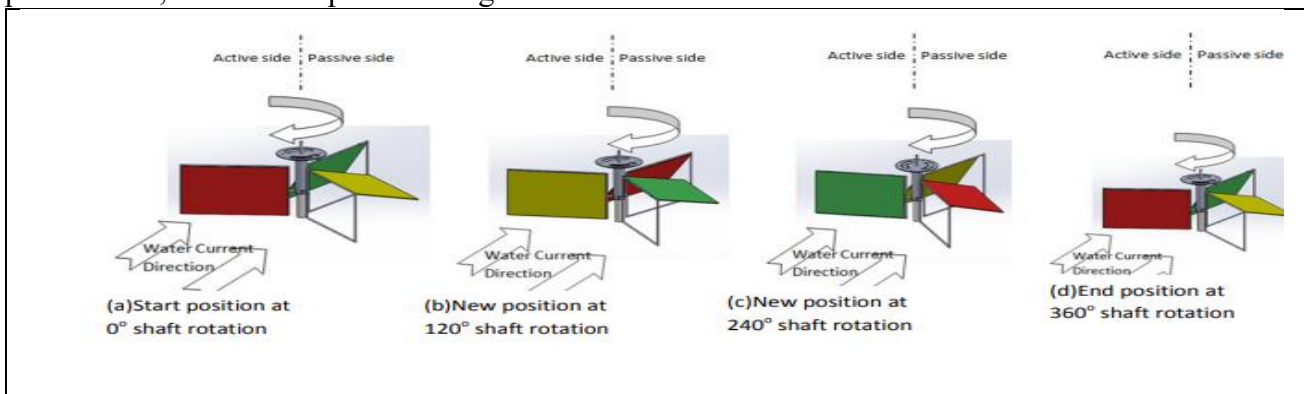 Active side Passive side
Water Current
Direction
(a)Start position at
0° shaft rotation
Active side Passive side
Water Current
Direction
(b)New position at
120° shaft rotation
Active side Passive side
Water Current
Direction
(c)New position at
240° shaft rotation
Active side Passive side
Water Current
Direction
(d)End position at
360° shaft rotation